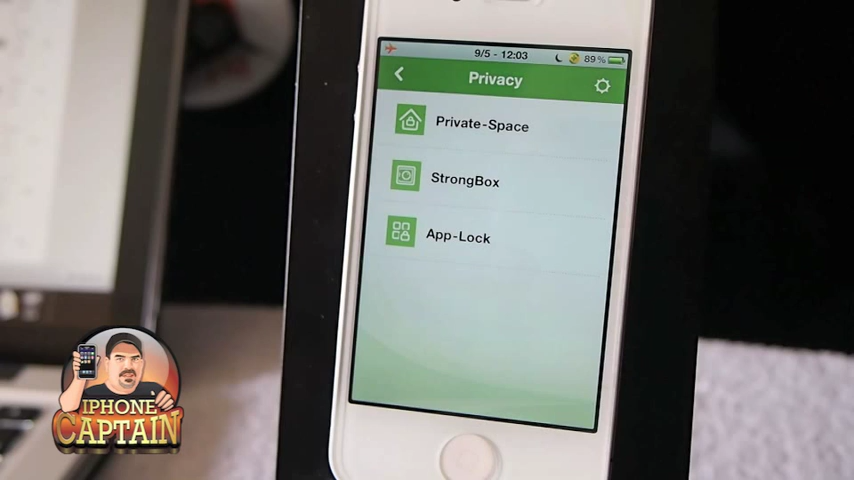 9/5 - 12:03
89%
Privacy
Private-Space
StrongBox
App-Lock
IPHONE
CAPTAIN